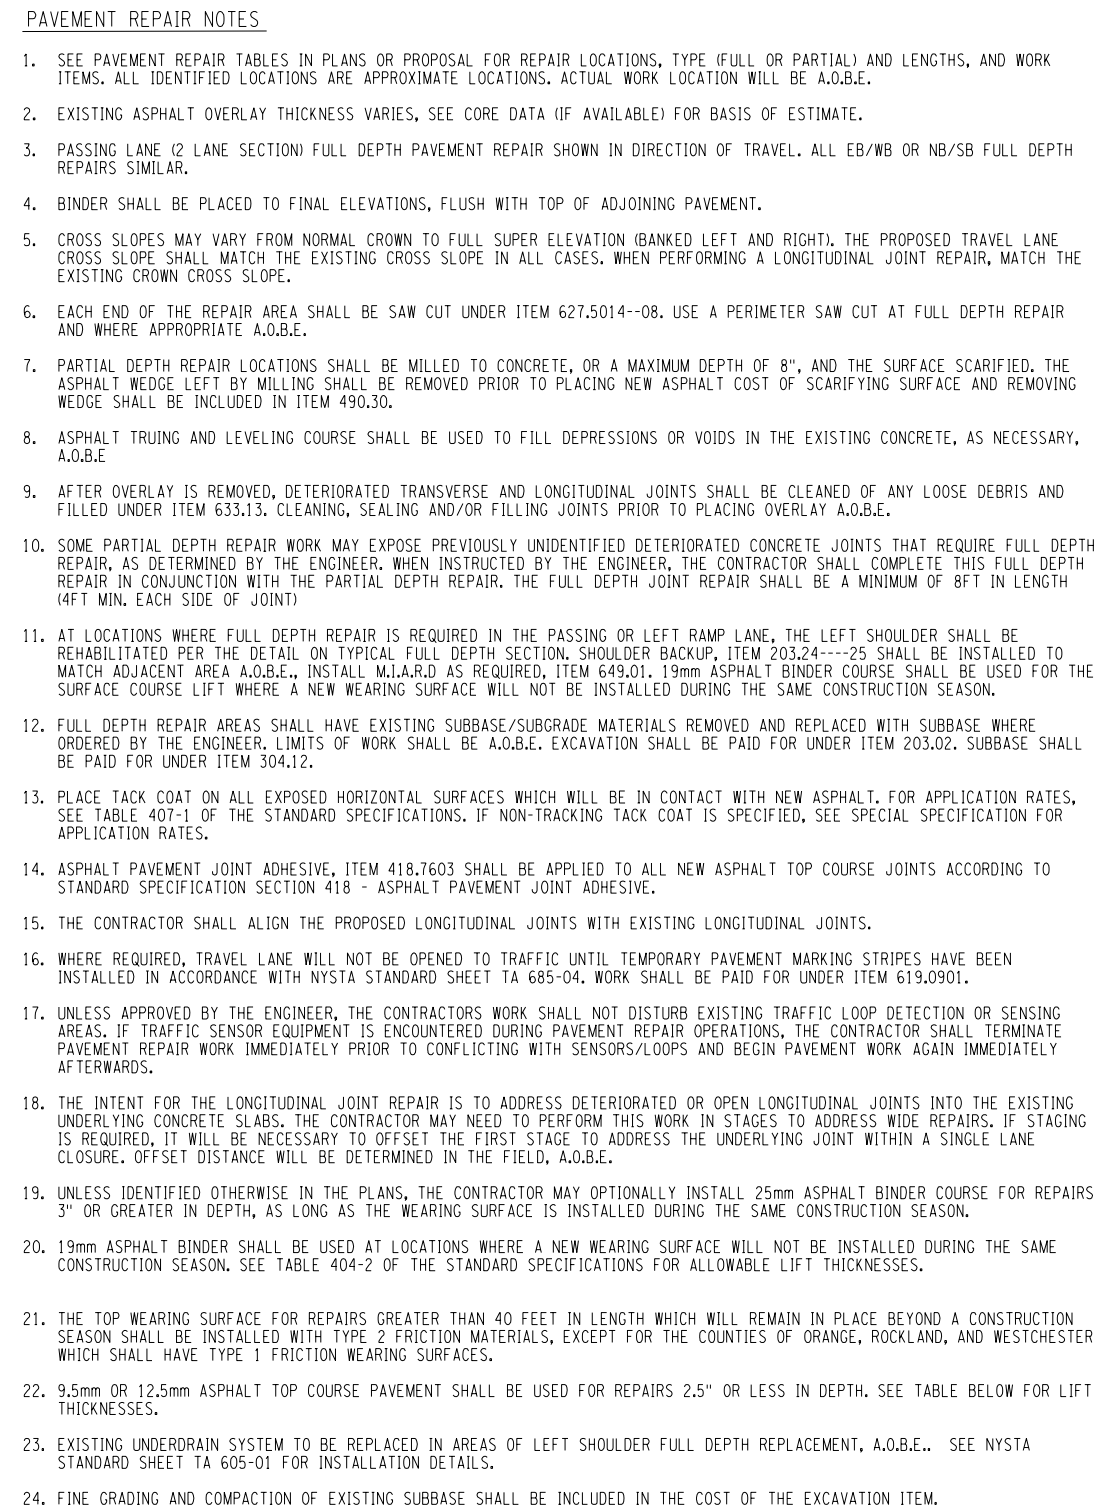 PAVEMENT REPAIR NOTES
1. SEE PAVEMENT REPAIR TABLES IN PLANS OR PROPOSAL FOR REPAIR LOCATIONS, TYPE (FULL OR PARTIAL) AND LENGTHS, AND WORK
ITEMS. ALL IDENTIFIED LOCATIONS ARE APPROXIMATE LOCATIONS. ACTUAL WORK LOCATION WILL BE A.O.B.E.
2. EXISTING ASPHALT OVERLAY THICKNESS VARIES, SEE CORE DATA (IF AVAILABLE) FOR BASIS OF ESTIMATE.
3. PASSING LANE (2 LANE SECTION) FULL DEPTH PAVEMENT REPAIR SHOWN IN DIRECTION OF TRAVEL. ALL EB/WB OR NB/SB FULL DEPTH
REPAIRS SIMILAR.
4. BINDER SHALL BE PLACED TO FINAL ELEVATIONS, FLUSH WITH TOP OF ADJOINING PAVEMENT.
5. CROSS SLOPES MAY VARY FROM NORMAL CROWN TO FULL SUPER ELEVATION (BANKED LEFT AND RIGHT). THE PROPOSED TRAVEL LANE
CROSS SLOPE SHALL MATCH THE EXISTING CROSS SLOPE IN ALL CASES. WHEN PERFORMING A LONGITUDINAL JOINT REPAIR, MATCH THE
EXISTING CROWN CROSS SLOPE.
6. EACH END OF THE REPAIR AREA SHALL BE SAW CUT UNDER ITEM 627.5014--08. USE A PERIMETER SAW CUT AT FULL DEPTH REPAIR
AND WHERE APPROPRIATE A.O.B.E.
7. PARTIAL DEPTH REPAIR LOCATIONS SHALL BE MILLED TO CONCRETE, OR A MAXIMUM DEPTH OF 8", AND THE SURFACE SCARIFIED. THE
ASPHALT WEDGE LEFT BY MILLING SHALL BE REMOVED PRIOR TO PLACING NEW ASPHALT COST OF SCARIFYING SURFACE AND REMOVING
WEDGE SHALL BE INCLUDED IN ITEM 490.30.
8. ASPHALT TRUING AND LEVELING COURSE SHALL BE USED TO FILL DEPRESSIONS OR VOIDS IN THE EXISTING CONCRETE, AS NECESSARY,
A.O.B.E
9. AFTER OVERLAY IS REMOVED, DETERIORATED TRANSVERSE AND LONGITUDINAL JOINTS SHALL BE CLEANED OF ANY LOOSE DEBRIS AND
FILLED UNDER ITEM 633.13. CLEANING, SEALING AND/OR FILLING JOINTS PRIOR TO PLACING OVERLAY A.O.B.E.
10. SOME PARTIAL DEPTH REPAIR WORK MAY EXPOSE PREVIOUSLY UNIDENTIFIED DETERIORATED CONCRETE JOINTS THAT REQUIRE FULL DEPTH
REPAIR, AS DETERMINED BY THE ENGINEER. WHEN INSTRUCTED BY THE ENGINEER, THE CONTRACTOR SHALL COMPLETE THIS FULL DEPTH
REPAIR IN CONJUNCTION WITH THE PARTIAL DEPTH REPAIR. THE FULL DEPTH JOINT REPAIR SHALL BE A MINIMUM OF 8FT IN LENGTH
(4FT MIN. EACH SIDE OF JOINT)
11. AT LOCATIONS WHERE FULL DEPTH REPAIR IS REQUIRED IN THE PASSING OR LEFT RAMP LANE, THE LEFT SHOULDER SHALL BE
REHABILITATED PER THE DETAIL ON TYPICAL FULL DEPTH SECTION. SHOULDER BACKUP, ITEM 203.24----25 SHALL BE INSTALLED TO
MATCH ADJACENT AREA A.O.B.E., INSTALL M.I.A.R.D AS REQUIRED, ITEM 649.01. 19mm ASPHALT BINDER COURSE SHALL BE USED FOR THE
SURFACE COURSE LIFT WHERE A NEW WEARING SURFACE WILL NOT BE INSTALLED DURING THE SAME CONSTRUCTION SEASON.
12. FULL DEPTH REPAIR AREAS SHALL HAVE EXISTING SUBBASE/SUBGRADE MATERIALS REMOVED AND REPLACED WITH SUBBASE WHERE
ORDERED BY THE ENGINEER. LIMITS OF WORK SHALL BE A.O.B.E. EXCAVATION SHALL BE PAID FOR UNDER ITEM 203.02. SUBBASE SHALL
BE PAID FOR UNDER ITEM 304.12.
13. PLACE TACK COAT ON ALL EXPOSED HORIZONTAL SURFACES WHICH WILL BE IN CONTACT WITH NEW ASPHALT. FOR APPLICATION RATES,
SEE TABLE 407-1 OF THE STANDARD SPECIFICATIONS. IF NON-TRACKING TACK COAT IS SPECIFIED, SEE SPECIAL SPECIFICATION FOR
APPLICATION RATES.
14. ASPHALT PAVEMENT JOINT ADHESIVE, ITEM 418.7603 SHALL BE APPLIED TO ALL NEW ASPHALT TOP COURSE JOINTS ACCORDING TO
STANDARD SPECIFICATION SECTION 418 - ASPHALT PAVEMENT JOINT ADHESIVE.
15. THE CONTRACTOR SHALL ALIGN THE PROPOSED LONGITUDINAL JOINTS WITH EXISTING LONGITUDINAL JOINTS.
16. WHERE REQUIRED, TRAVEL LANE WILL NOT BE OPENED TO TRAFFIC UNTIL TEMPORARY PAVEMENT MARKING STRIPES HAVE BEEN
INSTALLED IN ACCORDANCE WITH NYSTA STANDARD SHEET TA 685-04. WORK SHALL BE PAID FOR UNDER ITEM 619.0901.
17. UNLESS APPROVED BY THE ENGINEER, THE CONTRACTORS WORK SHALL NOT DISTURB EXISTING TRAFFIC LOOP DETECTION OR SENSING
AREAS. IF TRAFFIC SENSOR EQUIPMENT IS ENCOUNTERED DURING PAVEMENT REPAIR OPERATIONS, THE CONTRACTOR SHALL TERMINATE
PAVEMENT REPAIR WORK IMMEDIATELY PRIOR TO CONFLICTING WITH SENSORS/LOOPS AND BEGIN PAVEMENT WORK AGAIN IMMEDIATELY
AFTERWARDS.
18. THE INTENT FOR THE LONGITUDINAL JOINT REPAIR IS TO ADDRESS DETERIORATED OR OPEN LONGITUDINAL JOINTS INTO THE EXISTING
UNDERLYING CONCRETE SLABS. THE CONTRACTOR MAY NEED TO PERFORM THIS WORK IN STAGES TO ADDRESS WIDE REPAIRS. IF STAGING
IS REQUIRED, IT WILL BE NECESSARY TO OFFSET THE FIRST STAGE TO ADDRESS THE UNDERLYING JOINT WITHIN A SINGLE LANE
CLOSURE. OFFSET DISTANCE WILL BE DETERMINED IN THE FIELD, A.O.B.E.
19. UNLESS IDENTIFIED OTHERWISE IN THE PLANS, THE CONTRACTOR MAY OPTIONALLY INSTALL 25mm ASPHALT BINDER COURSE FOR REPAIRS
3" OR GREATER IN DEPTH, AS LONG AS THE WEARING SURFACE IS INSTALLED DURING THE SAME CONSTRUCTION SEASON.
20. 19mm ASPHALT BINDER SHALL BE USED AT LOCATIONS WHERE A NEW WEARING SURFACE WILL NOT BE INSTALLED DURING THE SAME
CONSTRUCTION SEASON. SEE TABLE 404-2 OF THE STANDARD SPECIFICATIONS FOR ALLOWABLE LIFT THICKNESSES.
21. THE TOP WEARING SURFACE FOR REPAIRS GREATER THAN 40 FEET IN LENGTH WHICH WILL REMAIN IN PLACE BEYOND A CONSTRUCTION
SEASON SHALL BE INSTALLED WITH TYPE 2 FRICTION MATERIALS, EXCEPT FOR THE COUNTIES OF ORANGE, ROCKLAND, AND WESTCHESTER
WHICH SHALL HAVE TYPE 1 FRICTION WEARING SURFACES.
22. 9.5mm OR 12.5mm ASPHALT TOP COURSE PAVEMENT SHALL BE USED FOR REPAIRS 2.5" OR LESS IN DEPTH. SEE TABLE BELOW FOR LIFT
THICKNESSES.
23. EXISTING UNDERDRAIN SYSTEM TO BE REPLACED IN AREAS OF LEFT SHOULDER FULL DEPTH REPLACEMENT, A.O.B.E.. SEE NYSTA
STANDARD SHEET TA 605-01 FOR INSTALLATION DETAILS.
24. FINE GRADING AND COMPACTION OF EXISTING SUBBASE SHALL BE INCLUDED IN THE COST OF THE EXCAVATION ITEM.